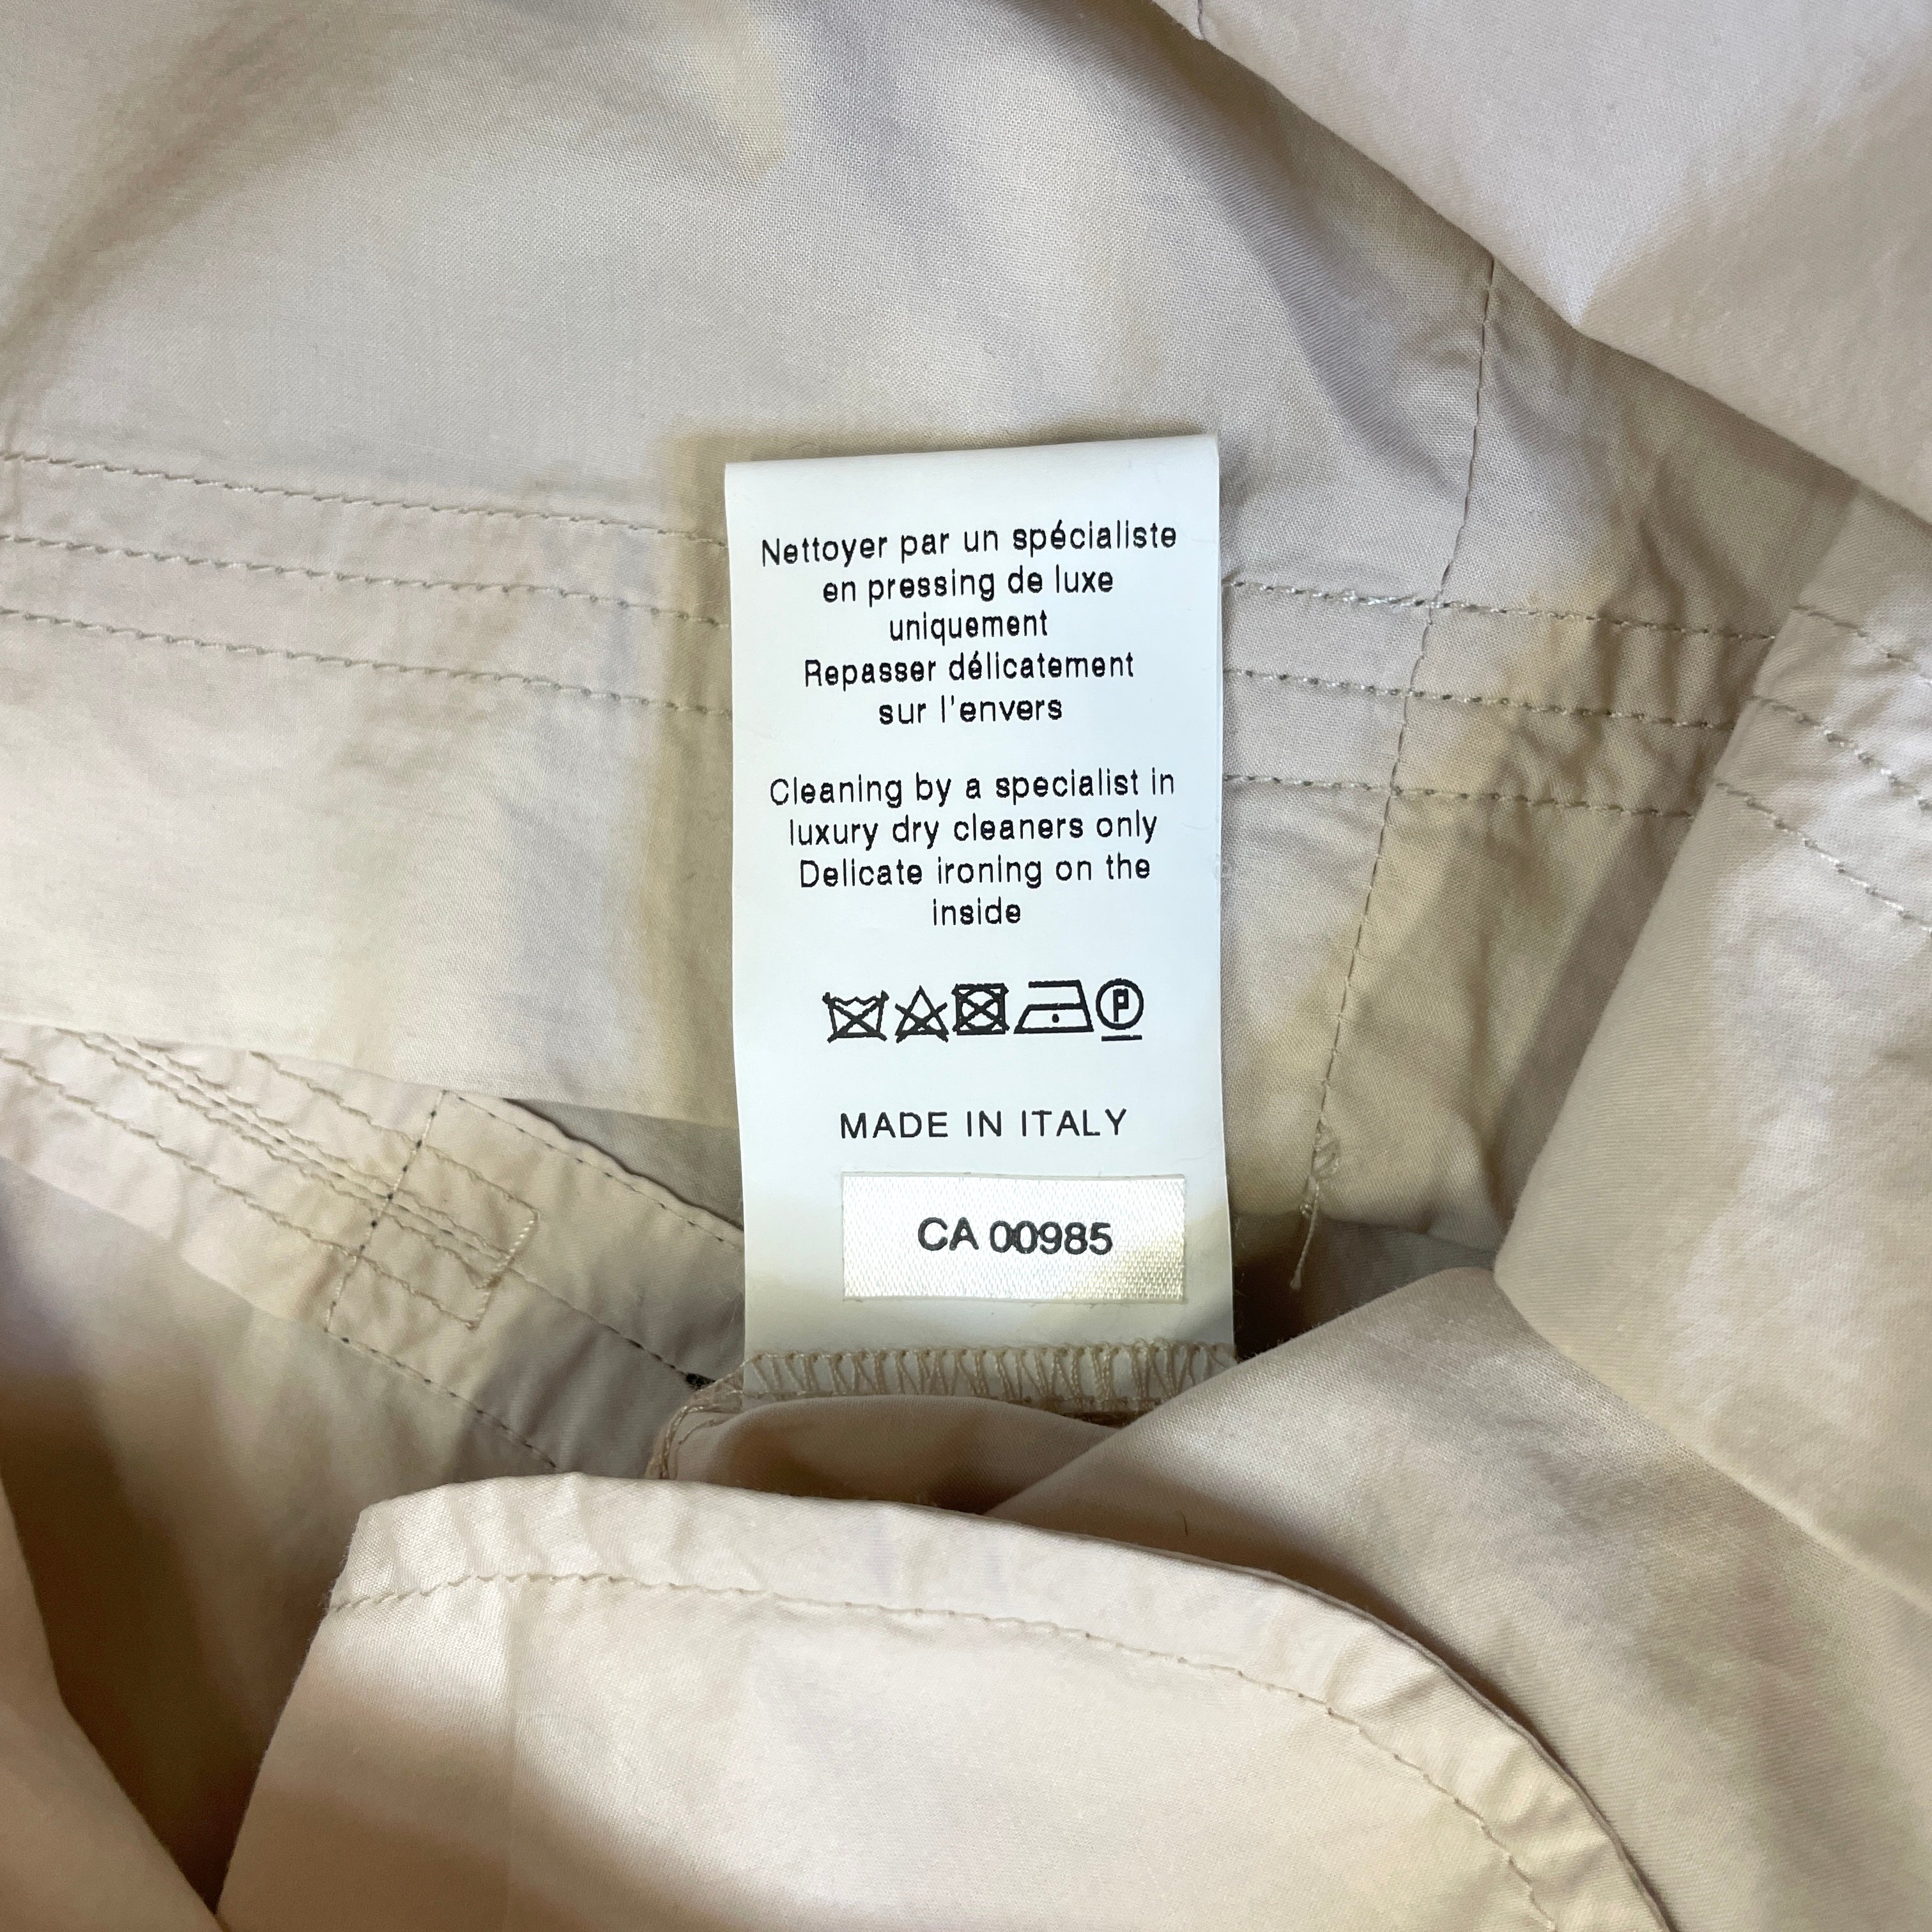 Nettoyer par un spécialiste
en pressing de luxe
uniquement
Repasser délicatement
sur l'envers
Cleaning by a specialist in
luxury dry cleaners only
Delicate ironing on the
inside
P
MADE IN ITALY
CA 00985